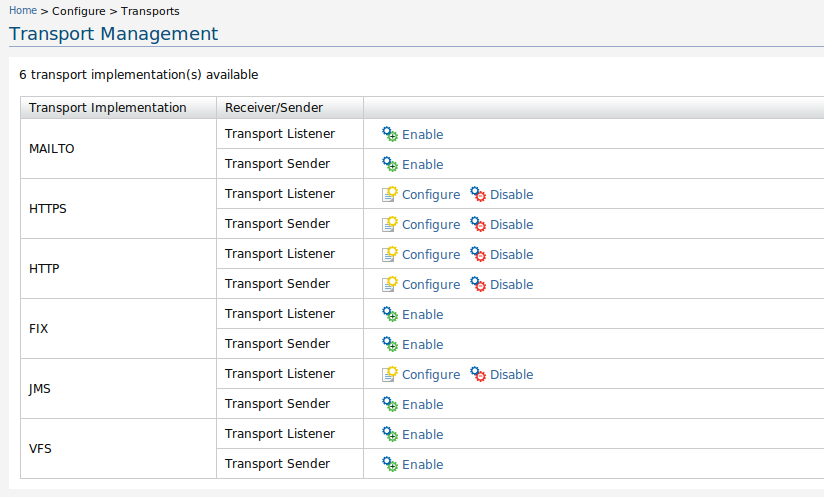 Home > Configure > Transports
Transport Management
6 transport implementation(s) available
Transport Implementation Receiver/Sender
MAILTO
Transport Listener Enable
Transport Sender Enable
HTTPS
Transport Listener Configure Disable
Transport Sender Configure Disable
HTTP
Transport Listener Configure Disable
Transport Sender Configure Disable
FIX
Transport Listener Enable
Transport Sender Enable
JMS
Transport Listener Configure Disable
Transport Sender Enable
VFS
Transport Listener Enable
Transport Sender Enable